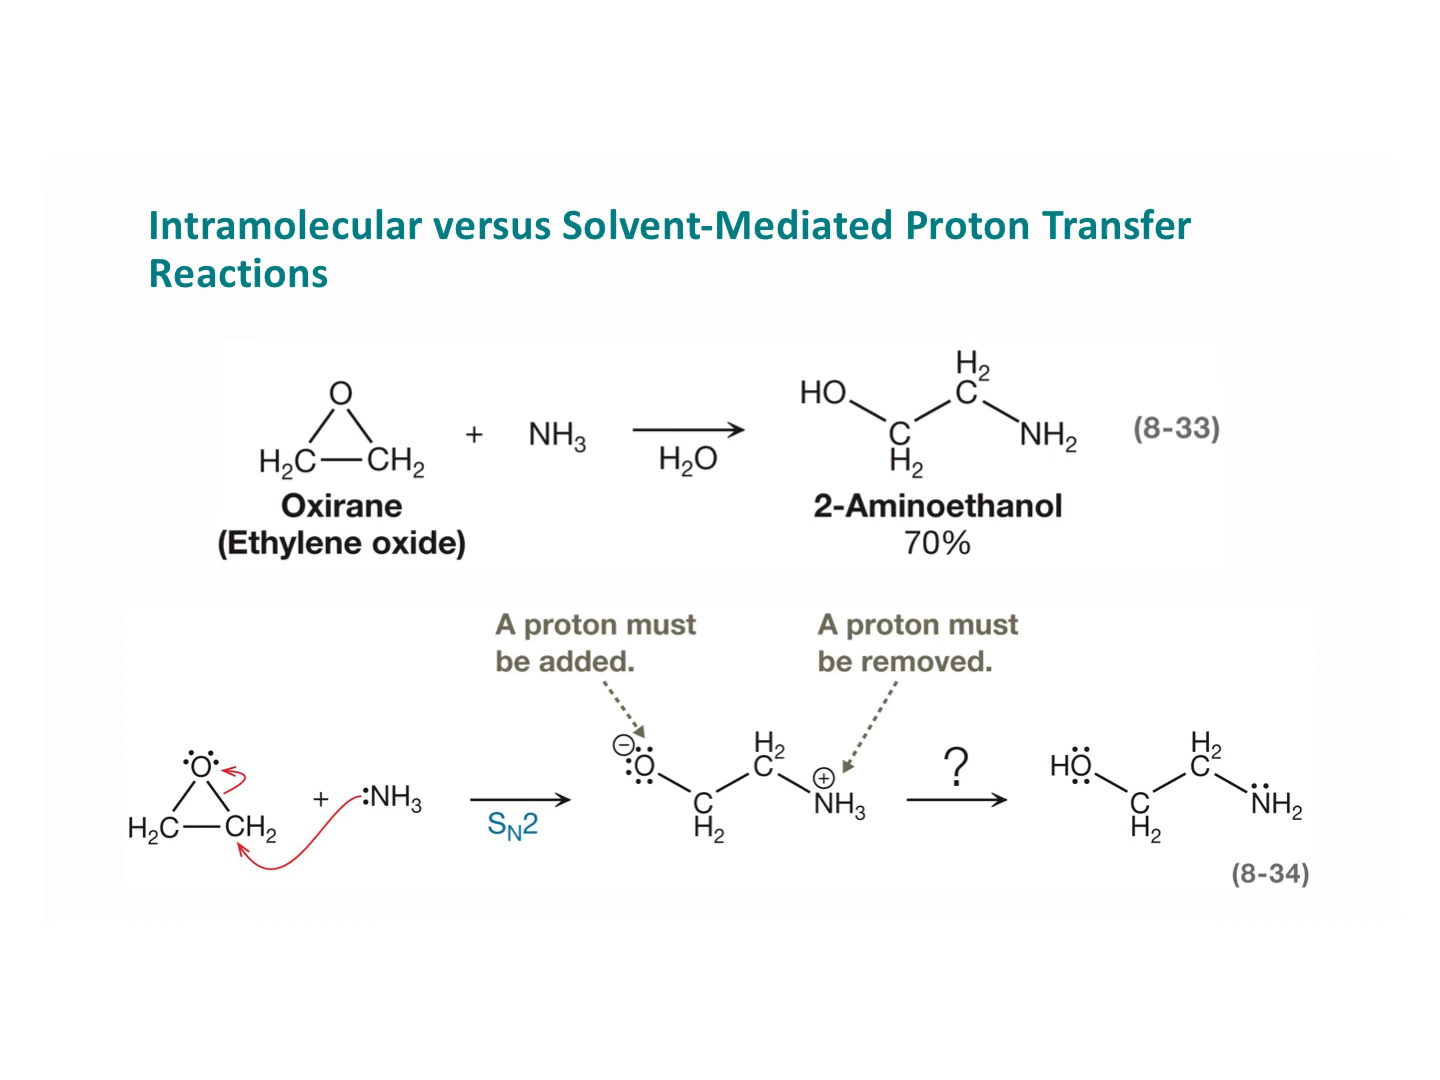 Intramolecular versus Solvent-Mediated Proton Transfer
Reactions
O
H₂C CH₂
+ NH₃
H₂O
HO
H₂
C
C
H₂
NH₂
(8-33)
Oxirane
(Ethylene oxide)
2-Aminoethanol
70%
A proton must
be added.
A proton must
be removed.
:Ö:
H₂C CH₂
+ :NH₃
SN2
⊖
:Ö
H₂
C
C
H₂
⊕
NH₃
?
HÖ
H₂
C
C
H₂
N̈H₂
(8-34)